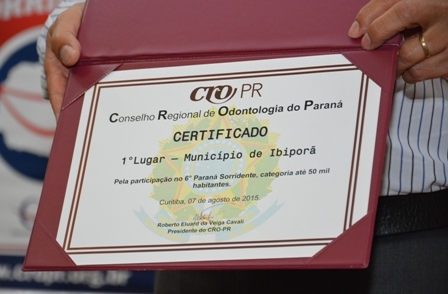 CRO PR
Conselho Regional de Odontologia do Paraná
CERTIFICADO
1°Lugar – Município de Ibiporã
Pela participação no 6° Paraná Sorridente, categoria até 50 mil
habitantes.
Curitiba, 07 de agosto de 2015.
Roberto Eluard da Veiga Cavali
Presidente do CRO-PR